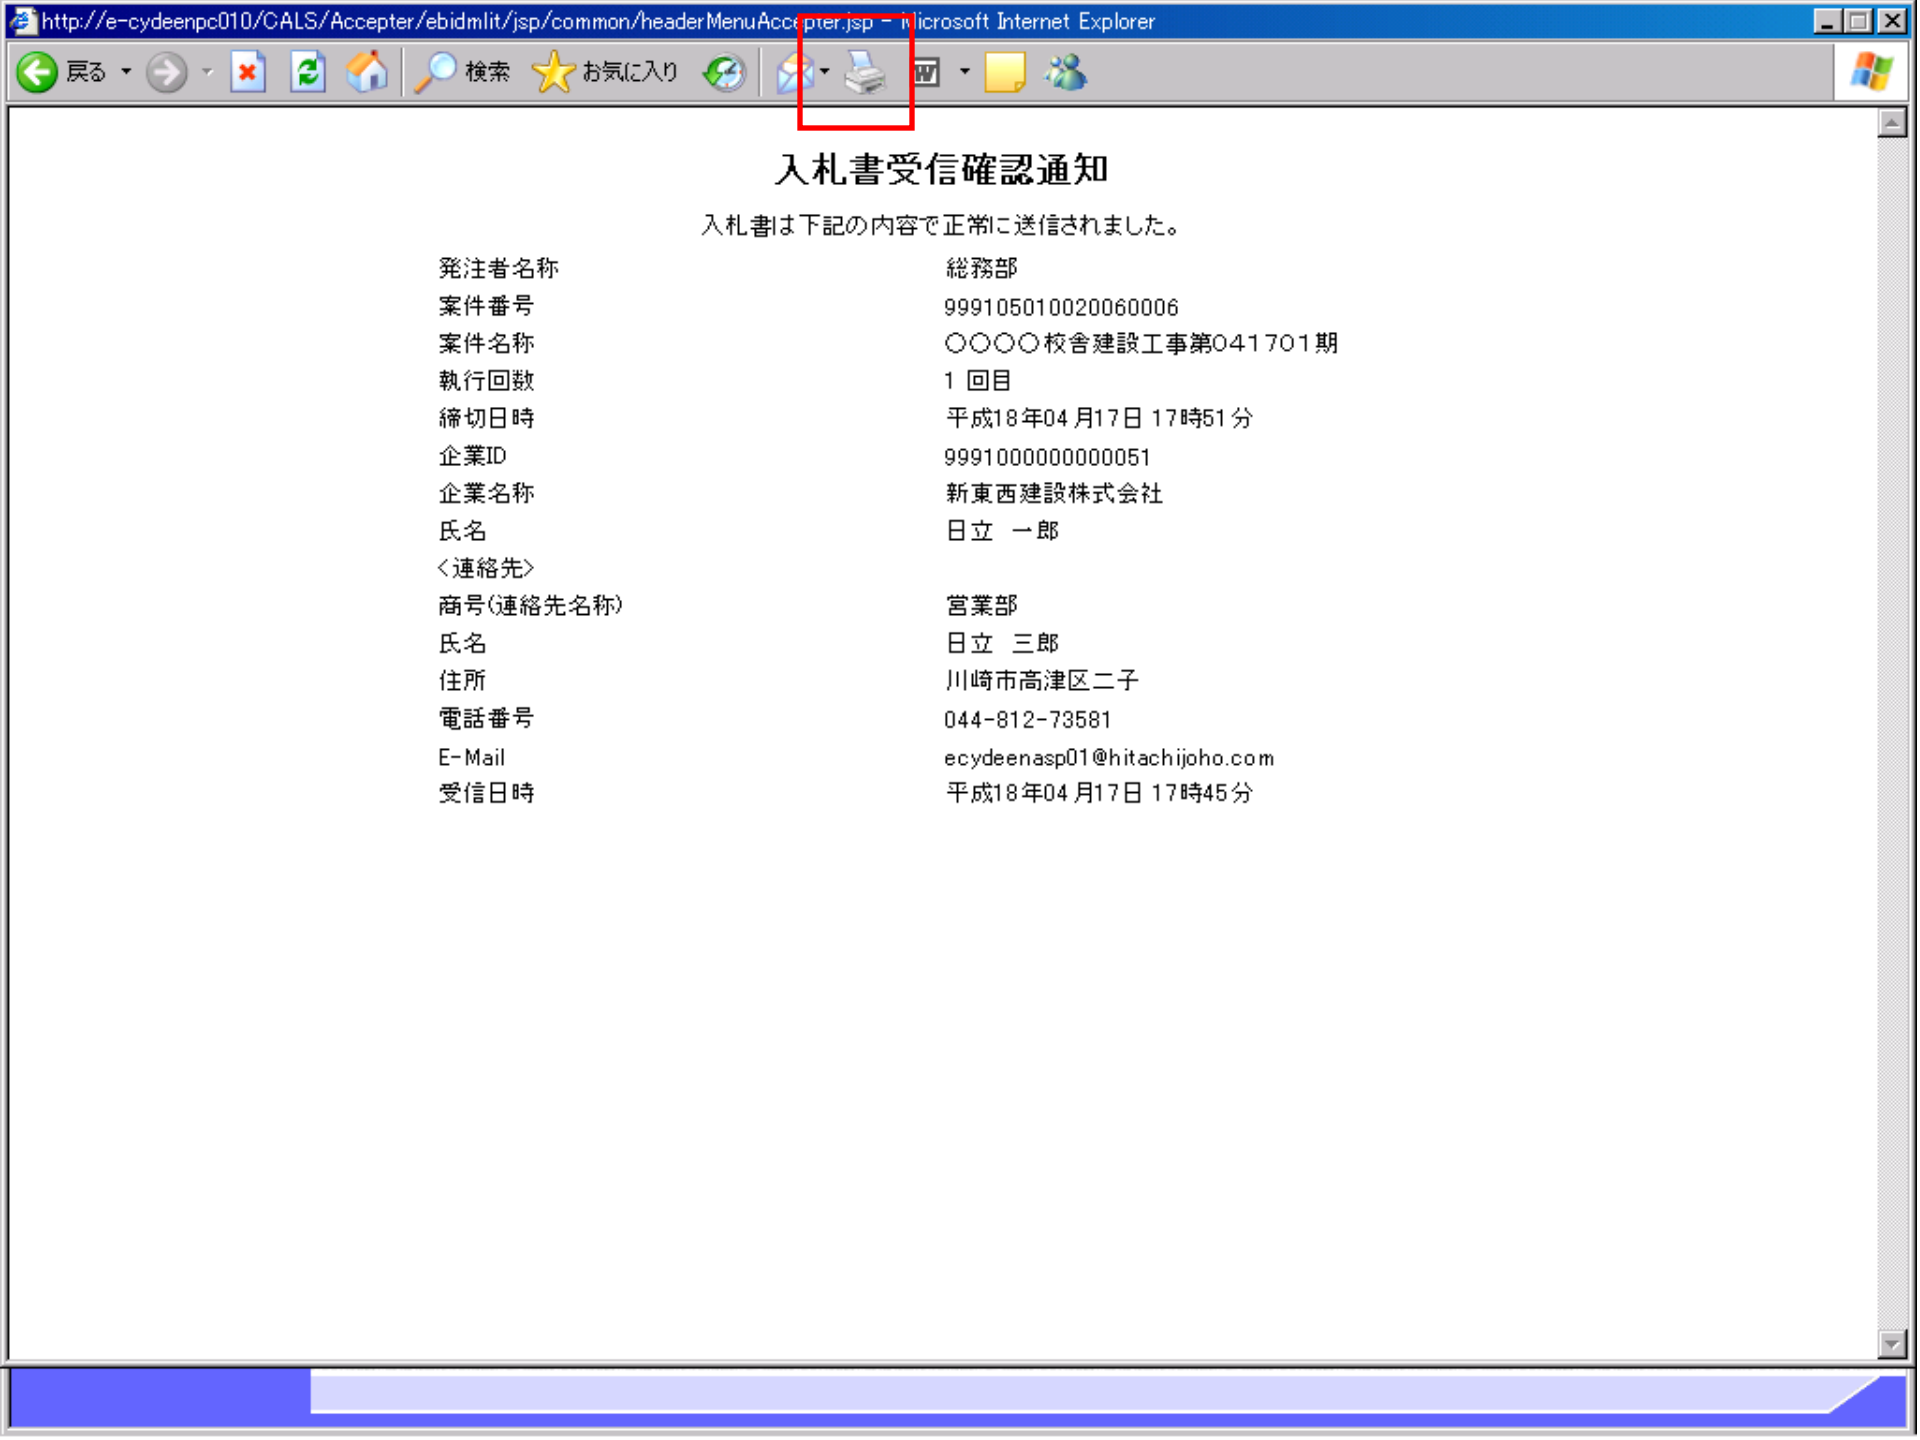 http://e-cydeenpc010/CALS/Accepter/ebidmlit/jsp/common/headerMenuAccepter.jsp - Microsoft Internet Explorer
戻る 検索 お気に入り
入札書受信確認通知
入札書は下記の内容で正常に送信されました。
発注者名称 総務部
案件番号 999105010020060006
案件名称 〇〇〇〇校舎建設工事第０４１７０１期
執行回数 1 回目
締切日時 平成18年04月17日 17時51分
企業ID 9991000000000051
企業名称 新東西建設株式会社
氏名 日立 一郎
<連絡先>
商号(連絡先名称) 営業部
氏名 日立 三郎
住所 川崎市高津区二子
電話番号 044-812-73581
E-Mail ecydeenasp01@hitachijoho.com
受信日時 平成18年04月17日 17時45分